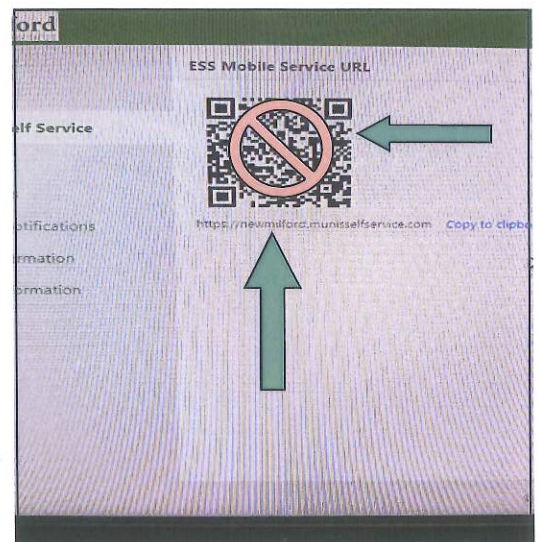 ord
ESS Mobile Service URL
elf Service
https://newmilford.munisselfservice.com Copy to clipbo
otifications
rmation
ormation